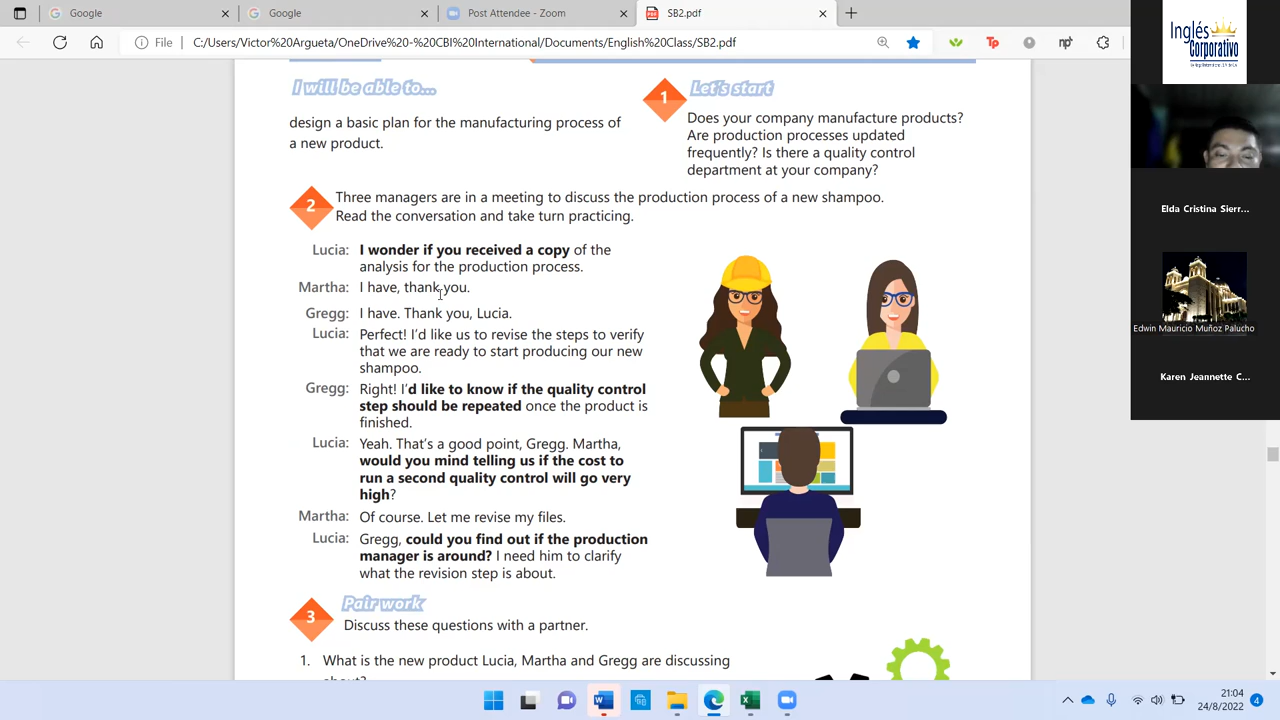 Google
Google
Post Attendee - Zoom
SB2.pdf
File
C:/Users/Victor%20Argueta/OneDrive%20-%20CBI%20International/Documents/English%20Class/SB2.pdf
I will be able to...
design a basic plan for the manufacturing process of
a new product.
1
Let's start
Does your company manufacture products?
Are production processes updated
frequently? Is there a quality control
department at your company?
2
Three managers are in a meeting to discuss the production process of a new shampoo.
Read the conversation and take turn practicing.
Lucia: I wonder if you received a copy of the
analysis for the production process.
Martha: I have, thank you.
Gregg: I have. Thank you, Lucia.
Lucia: Perfect! I'd like us to revise the steps to verify
that we are ready to start producing our new
shampoo.
Gregg: Right! I'd like to know if the quality control
step should be repeated once the product is
finished.
Lucia: Yeah. That's a good point, Gregg. Martha,
would you mind telling us if the cost to
run a second quality control will go very
high?
Martha: Of course. Let me revise my files.
Lucia: Gregg, could you find out if the production
manager is around? I need him to clarify
what the revision step is about.
3
Pair work
Discuss these questions with a partner.
1. What is the new product Lucia, Martha and Gregg are discussing
about?
Inglés
Corporativo
Elda Cristina Sierr...
Edwin Mauricio Muñoz Palucho
Karen Jeannette C...
21:04
24/8/2022
4